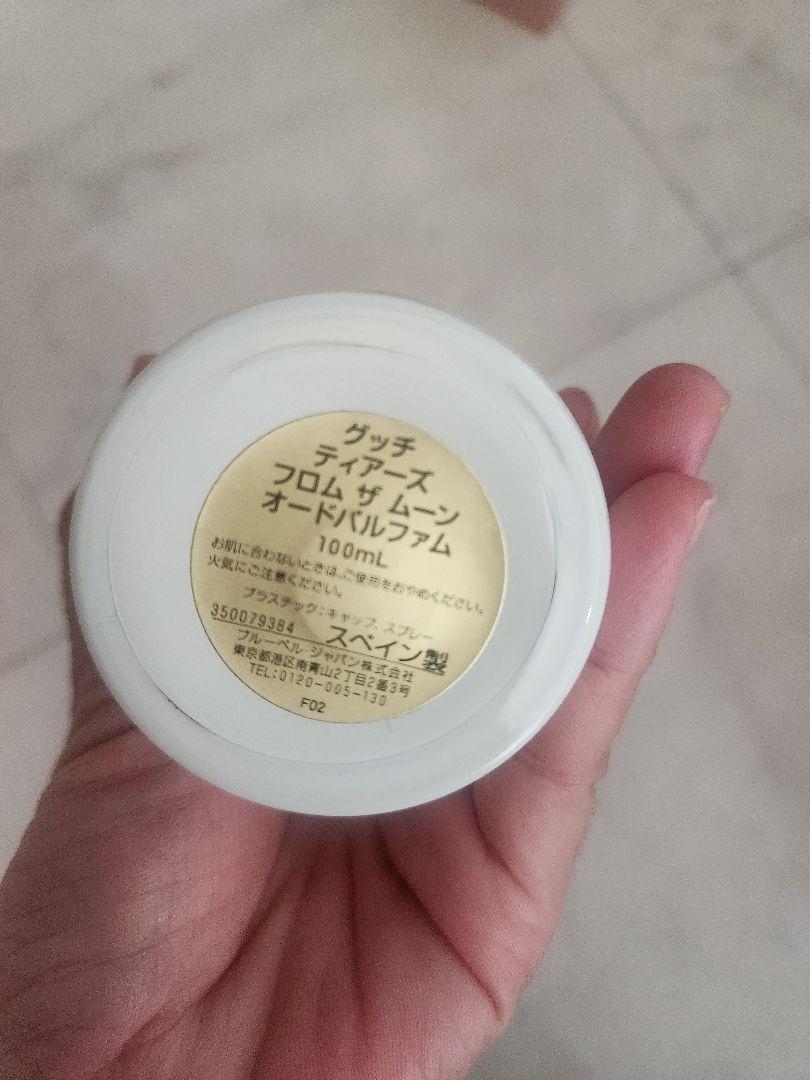 グッチ
ティアーズ
フロム ザ ムーン
オードパルファム
100mL
お肌に合わないときは、ご使用をおやめください。
火気にご注意ください。
プラスチック：キャップ、スプレー
350079384 スペイン製
ブルーベル・ジャパン株式会社
東京都港区南青山2丁目2番3号
TEL:0120-005-130
F02